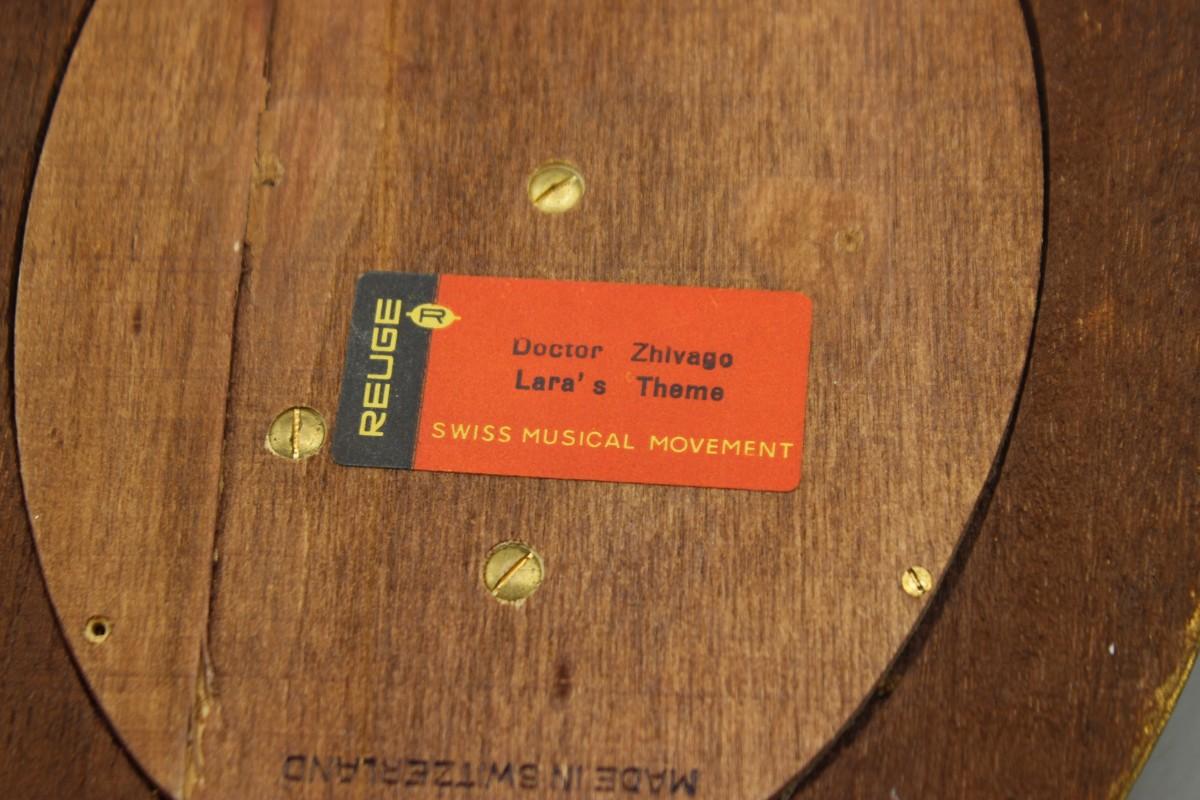 REUGE
R
Doctor Zhivago
Lara's Theme
SWISS MUSICAL MOVEMENT
MADE IN SWITZERLAND